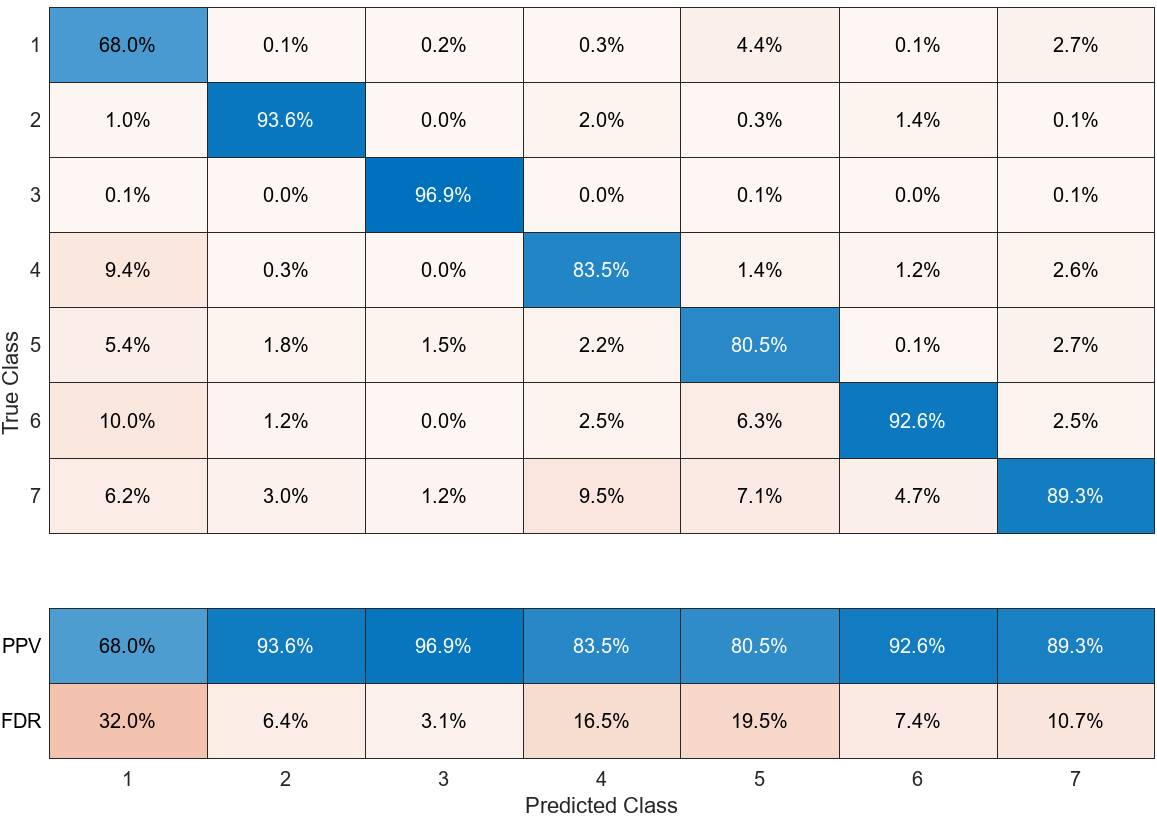 1 68.0% 0.1% 0.2% 0.3% 4.4% 0.1% 2.7%
2 1.0% 93.6% 0.0% 2.0% 0.3% 1.4% 0.1%
3 0.1% 0.0% 96.9% 0.0% 0.1% 0.0% 0.1%
4 9.4% 0.3% 0.0% 83.5% 1.4% 1.2% 2.6%
5 5.4% 1.8% 1.5% 2.2% 80.5% 0.1% 2.7%
6 10.0% 1.2% 0.0% 2.5% 6.3% 92.6% 2.5%
7 6.2% 3.0% 1.2% 9.5% 7.1% 4.7% 89.3%
True Class
PPV 68.0% 93.6% 96.9% 83.5% 80.5% 92.6% 89.3%
FDR 32.0% 6.4% 3.1% 16.5% 19.5% 7.4% 10.7%
1 2 3 4 5 6 7
Predicted Class